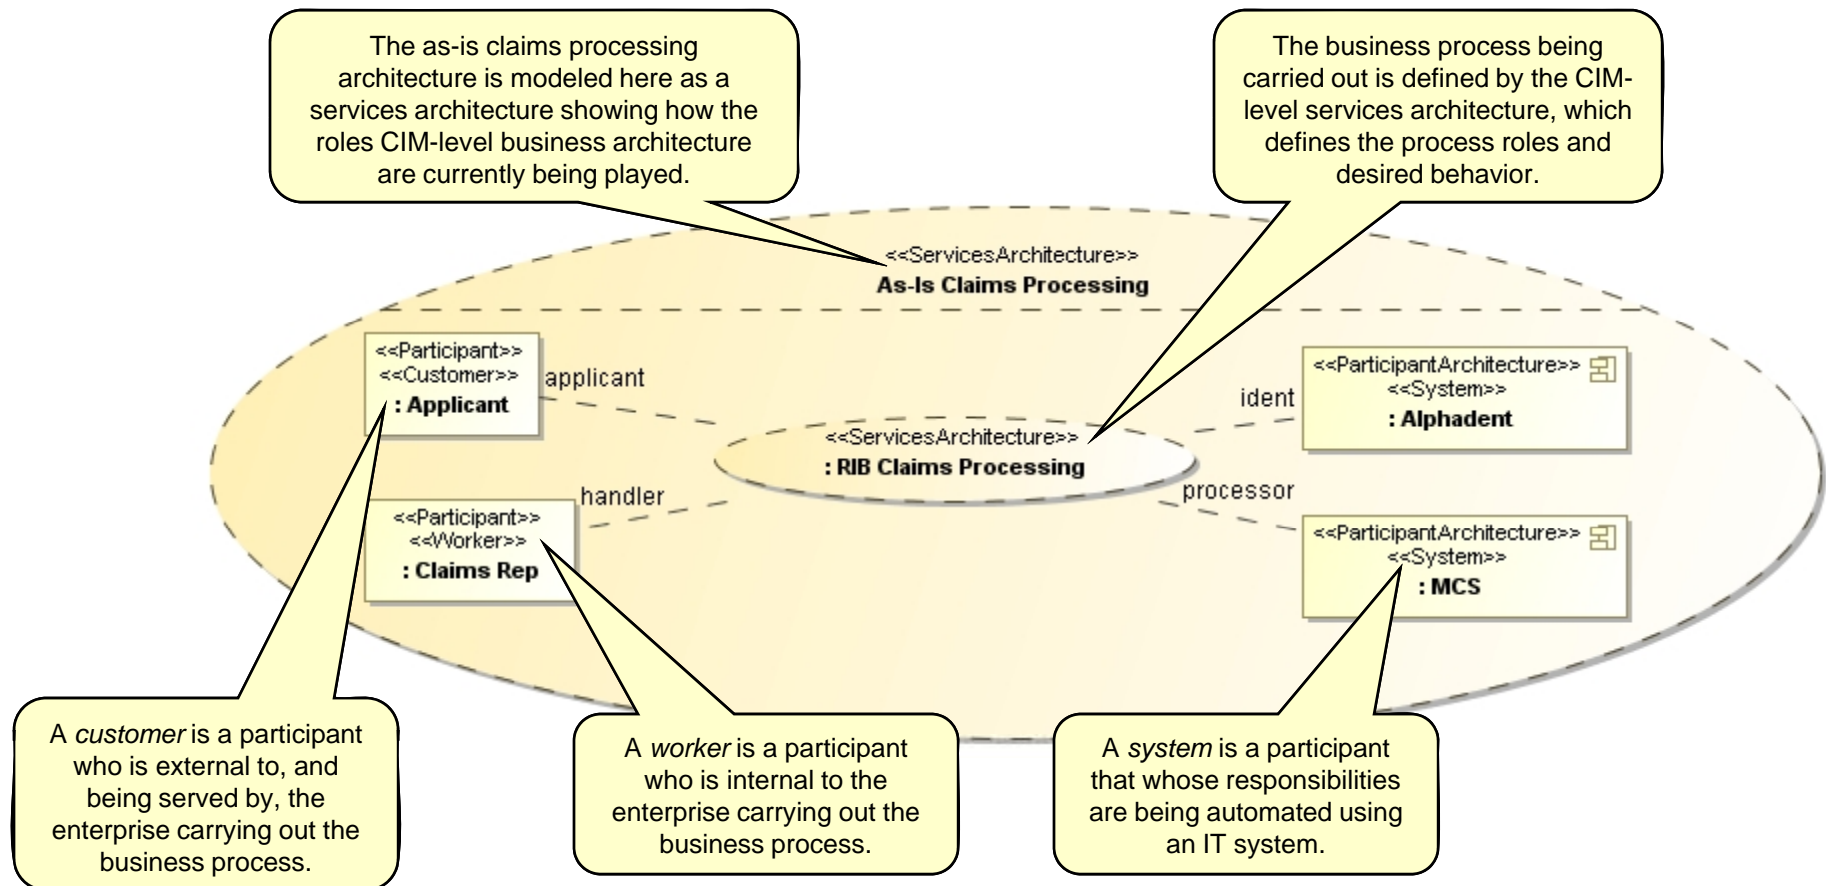 The as-is claims processing
architecture is modeled here as a
services architecture showing how the
roles CIM-level business architecture
are currently being played.
The business process being
carried out is defined by the CIM-
level services architecture, which
defines the process roles and
desired behavior.
<<ServicesArchitecture>>
As-Is Claims Processing
<<Participant>>
<<Customer>>
: Applicant
applicant
<<ServicesArchitecture>>
: RIB Claims Processing
ident
<<ParticipantArchitecture>>
<<System>>
: Alphadent
<<Participant>>
<<Worker>>
: Claims Rep
handler
processor
<<ParticipantArchitecture>>
<<System>>
: MCS
A customer is a participant
who is external to, and
being served by, the
enterprise carrying out the
business process.
A worker is a participant
who is internal to the
enterprise carrying out the
business process.
A system is a participant
that whose responsibilities
are being automated using
an IT system.